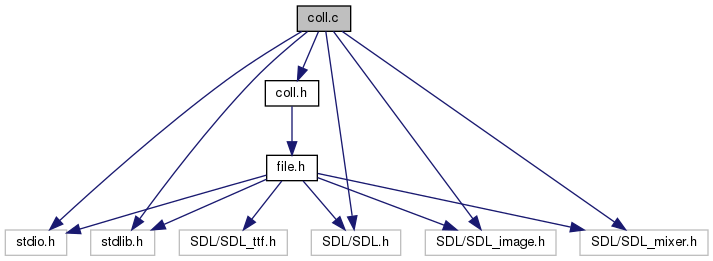 coll.c
coll.h
file.h
stdio.h
stdlib.h
SDL/SDL_ttf.h
SDL/SDL.h
SDL/SDL_image.h
SDL/SDL_mixer.h